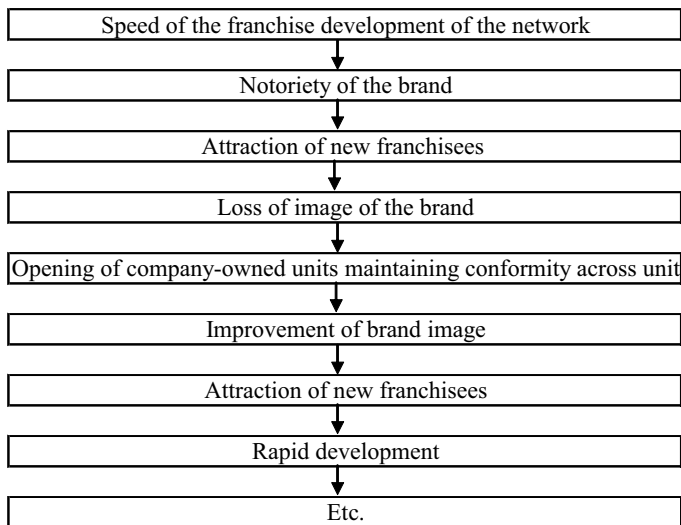 Speed of the franchise development of the network
Notoriety of the brand
Attraction of new franchisees
Loss of image of the brand
Opening of company-owned units maintaining conformity across unit
Improvement of brand image
Attraction of new franchisees
Rapid development
Etc.